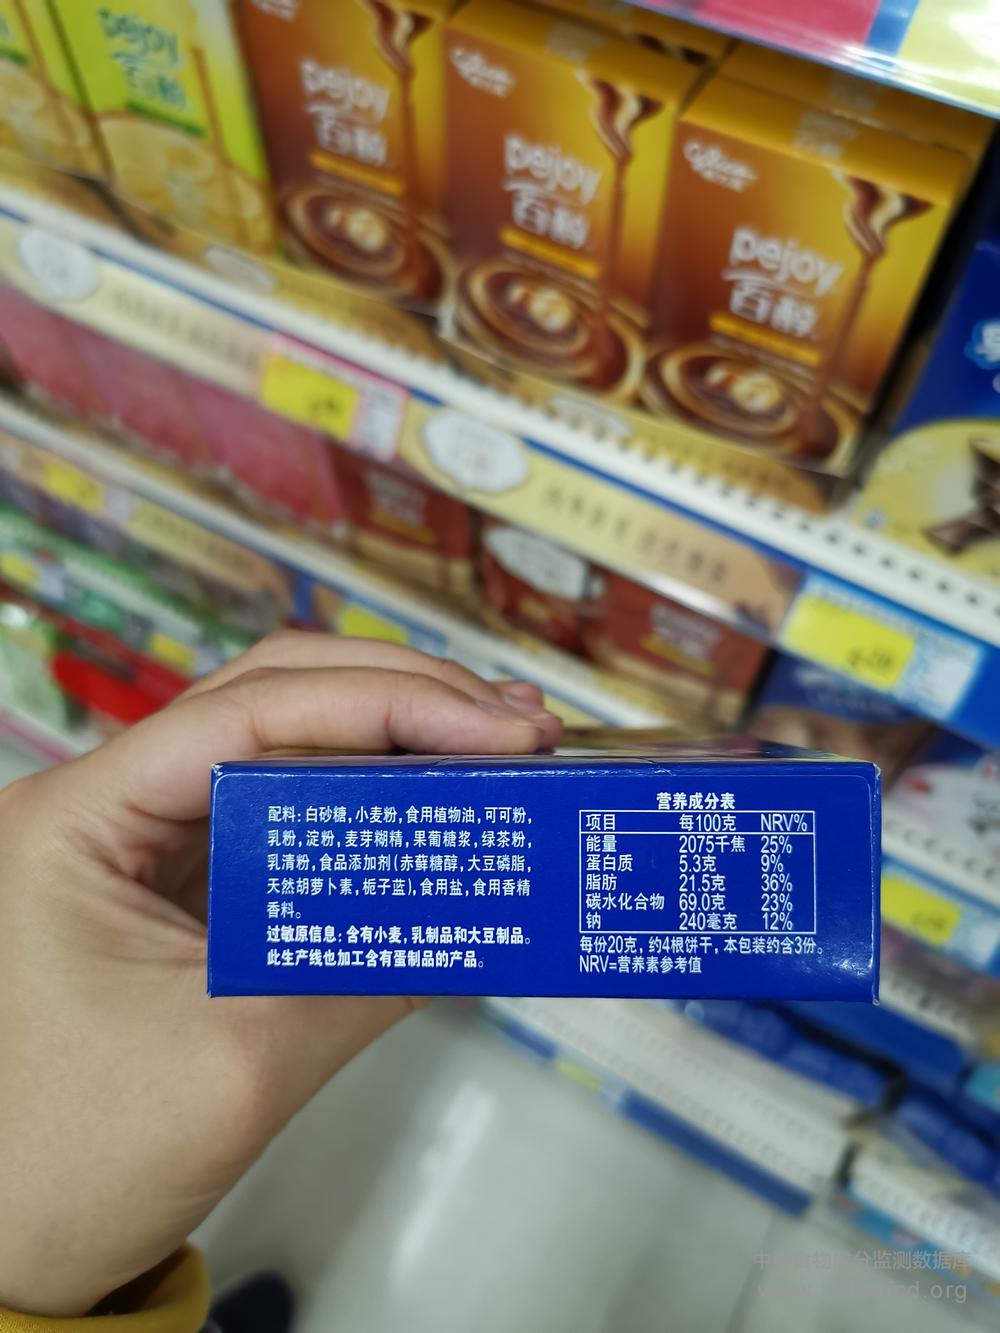 pejoy
百醇
pejoy
百醇
pejoy
百醇
pejoy
百醇
配料：白砂糖，小麦粉，食用植物油，可可粉，
乳粉，淀粉，麦芽糊精，果葡糖浆，绿茶粉，
乳清粉，食品添加剂（赤藓糖醇，大豆磷脂，
天然胡萝卜素，栀子蓝），食用盐，食用香精
香料。
过敏原信息：含有小麦，乳制品和大豆制品。
此生产线也加工含有蛋制品的产品。
营养成分表
项目 每100克 NRV%
能量 2075千焦 25%
蛋白质 5.3克 9%
脂肪 21.5克 36%
碳水化合物 69.0克 23%
钠 240毫克 12%
每份20克，约4根饼干，本包装约含3份。
NRV=营养素参考值